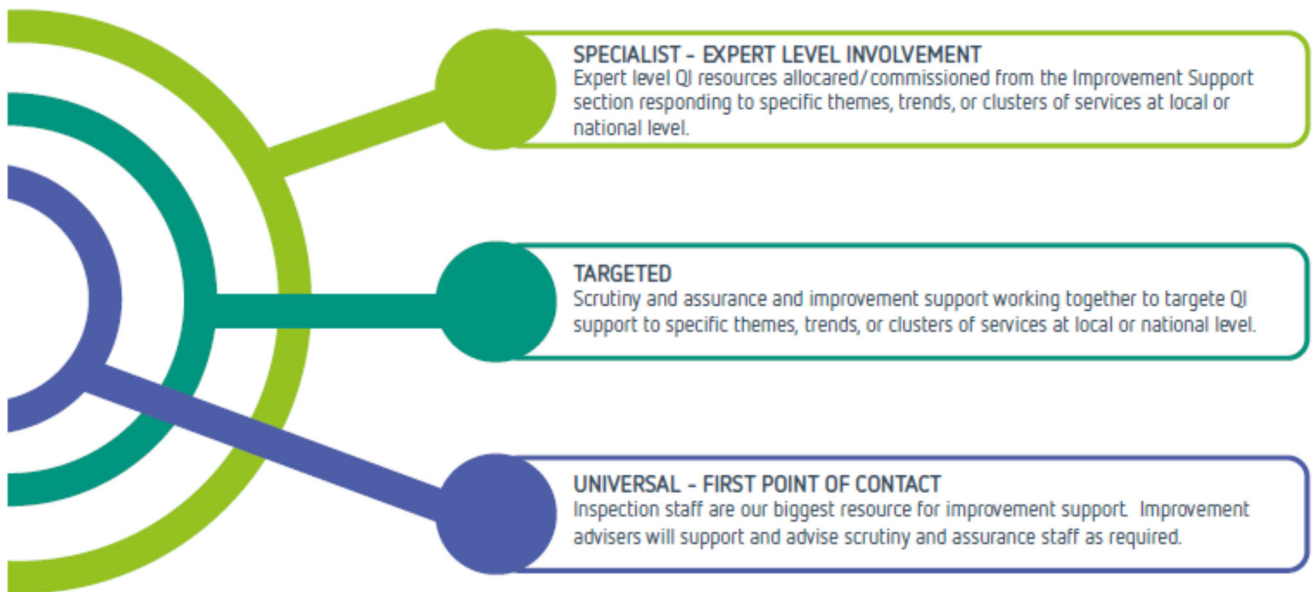 SPECIALIST - EXPERT LEVEL INVOLVEMENT
Expert level QI resources allocared/commissioned from the Improvement Support
section responding to specific themes, trends, or clusters of services at local or
national level.
TARGETED
Scrutiny and assurance and improvement support working together to targete QI
support to specific themes, trends, or clusters of services at local or national level.
UNIVERSAL - FIRST POINT OF CONTACT
Inspection staff are our biggest resource for improvement support. Improvement
advisers will support and advise scrutiny and assurance staff as required.